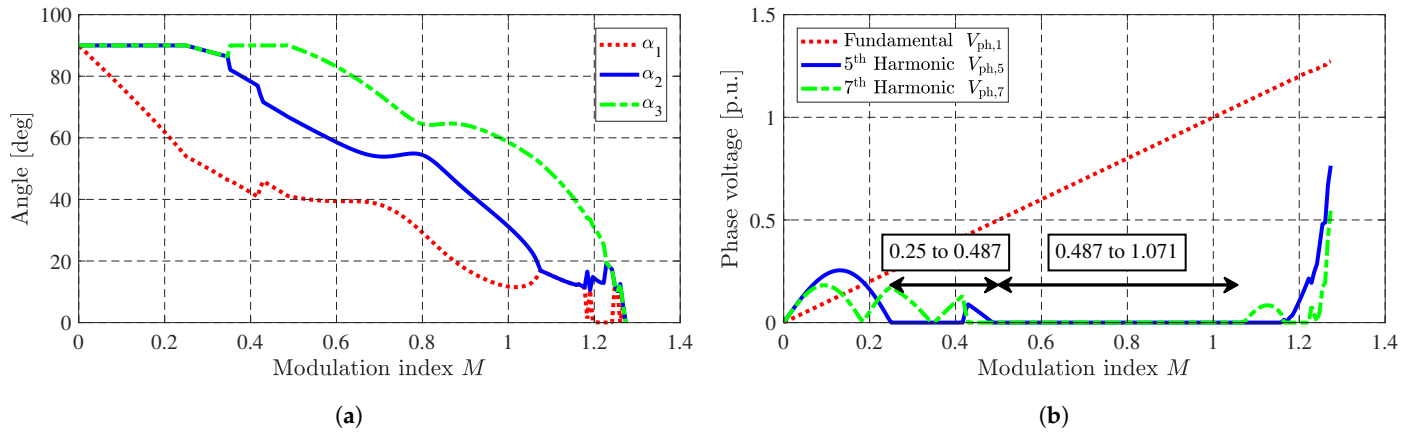 100
80
60
40
20
0
Angle [deg]
α1
α2
α3
0 0.2 0.4 0.6 0.8 1 1.2 1.4
Modulation index M
(a)
1.5
1
0.5
0
Phase voltage [p.u.]
Fundamental Vph,1
5th Harmonic Vph,5
7th Harmonic Vph,7
0.25 to 0.487
0.487 to 1.071
0 0.2 0.4 0.6 0.8 1 1.2 1.4
Modulation index M
(b)